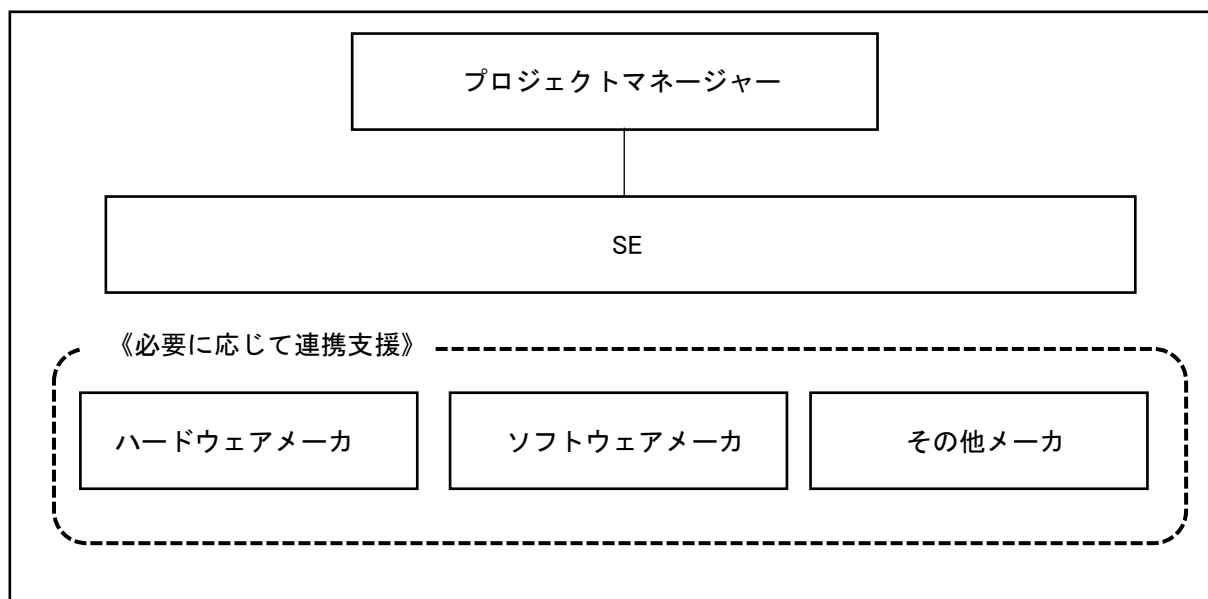 プロジェクトマネージャー
SE
《必要に応じて連携支援》
ハードウェアメーカ
ソフトウェアメーカ
その他メーカ